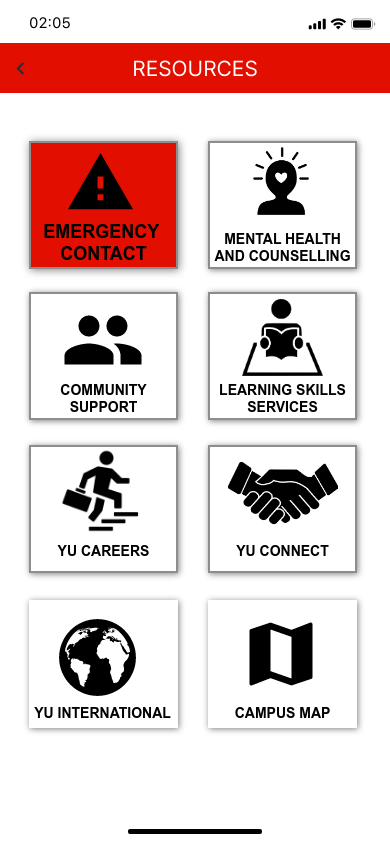 02:05
RESOURCES
EMERGENCY
CONTACT
MENTAL HEALTH
AND COUNSELLING
COMMUNITY
SUPPORT
LEARNING SKILLS
SERVICES
YU CAREERS
YU CONNECT
YU INTERNATIONAL
CAMPUS MAP